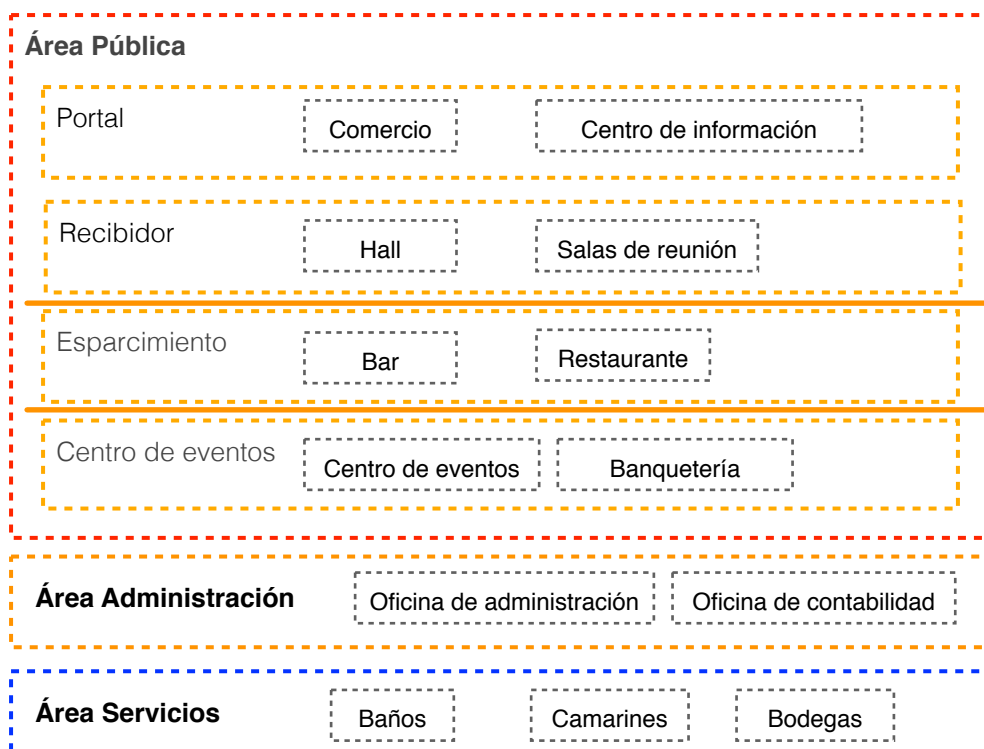 Área Pública
Portal
Comercio
Centro de información
Recibidor
Hall
Salas de reunión
Esparcimiento
Bar
Restaurante
Centro de eventos
Centro de eventos
Banquetería
Área Administración
Oficina de administración
Oficina de contabilidad
Área Servicios
Baños
Camarines
Bodegas